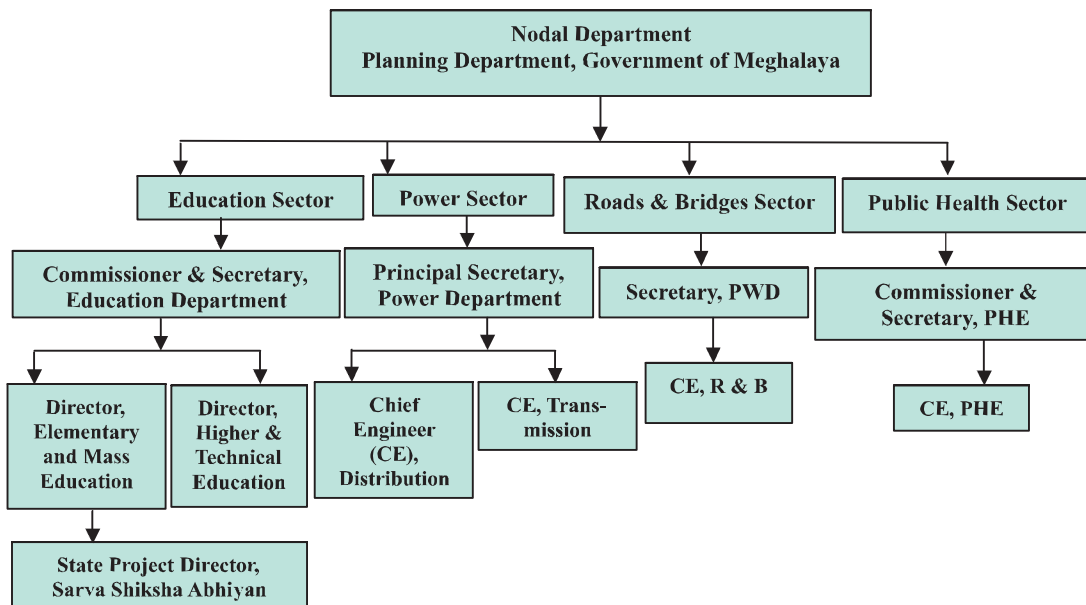 Nodal Department
Planning Department, Government of Meghalaya
Education Sector
Power Sector
Roads & Bridges Sector
Public Health Sector
Commissioner & Secretary,
Education Department
Principal Secretary,
Power Department
Secretary, PWD
Commissioner &
Secretary, PHE
Director,
Elementary
and Mass
Education
Director,
Higher &
Technical
Education
Chief
Engineer
(CE),
Distribution
CE, Trans-
mission
CE, R & B
CE, PHE
State Project Director,
Sarva Shiksha Abhiyan